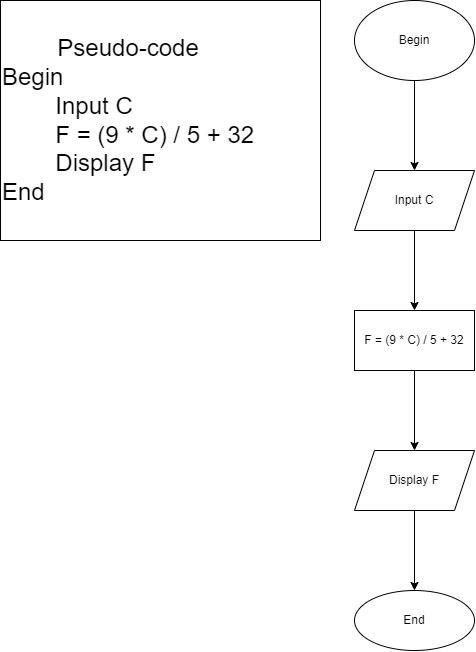 Pseudo-code
Begin
Input C
F = (9 * C) / 5 + 32
Display F
End
Begin
Input C
F = (9 * C) / 5 + 32
Display F
End